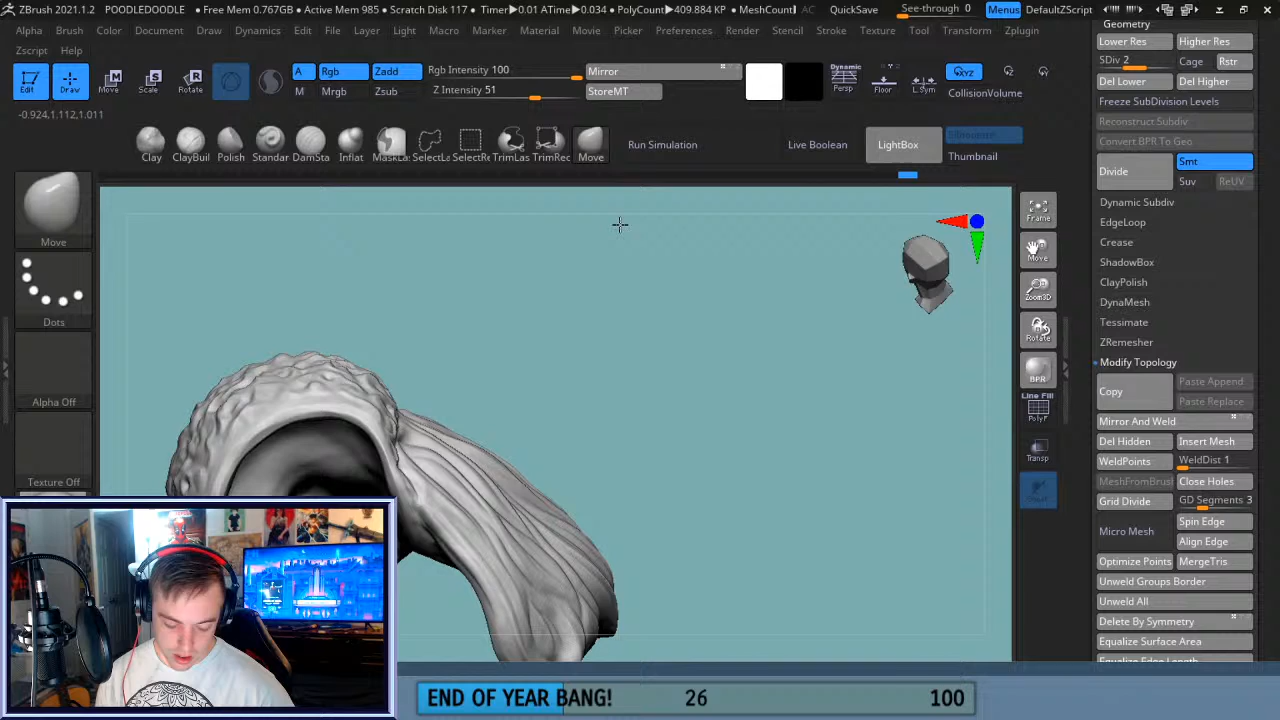 ZBrush 2021.1.2 POODLEDOODLE • Free Mem 0.767GB • Active Mem 985 • Scratch Disk 117 • Timer▶0.01 ATime▶0.034 • PolyCount▶409.884 KP • MeshCount▶ AC QuickSave See-through 0 Menus DefaultZScript
Alpha Brush Color Document Draw Dynamics Edit File Layer Light Macro Marker Material Movie Picker Preferences Render Stencil Stroke Texture Tool Transform Zplugin
Zscript Help
Edit Draw Move Scale Rotate
A Rgb Zadd Rgb Intensity 100 Mirror
M Mrgb Zsub Z Intensity 51 StoreMT
Dynamic
Persp Floor L.Sym XYZ CollisionVolume
-0.924,1.112,1.011
Clay ClayBuil Polish Standar DamSta Inflat MaskLa SelectLa SelectRe TrimLas TrimRec Move
Run Simulation Live Boolean LightBox Thumbnail
Move
Dots
Alpha Off
Texture Off
Frame
Move
Zoom3D
Rotate
BPR
Line Fill
PolyF
Transp
Geometry
Lower Res Higher Res
SDiv 2 Cage Rstr
Del Lower Del Higher
Freeze SubDivision Levels
Reconstruct Subdiv
Convert BPR To Geo
Divide Smt
Suv ReUV
Dynamic Subdiv
EdgeLoop
Crease
ShadowBox
ClayPolish
DynaMesh
Tessimate
ZRemesher
Modify Topology
Copy Paste Append
Paste Replace
Mirror And Weld
Del Hidden Insert Mesh
WeldPoints WeldDist 1
MeshFromBrush Close Holes
Grid Divide GD Segments 3
Micro Mesh Spin Edge
Align Edge
Optimize Points MergeTris
Unweld Groups Border
Unweld All
Delete By Symmetry
Equalize Surface Area
Equalize Edge Length
END OF YEAR BANG! 26 100